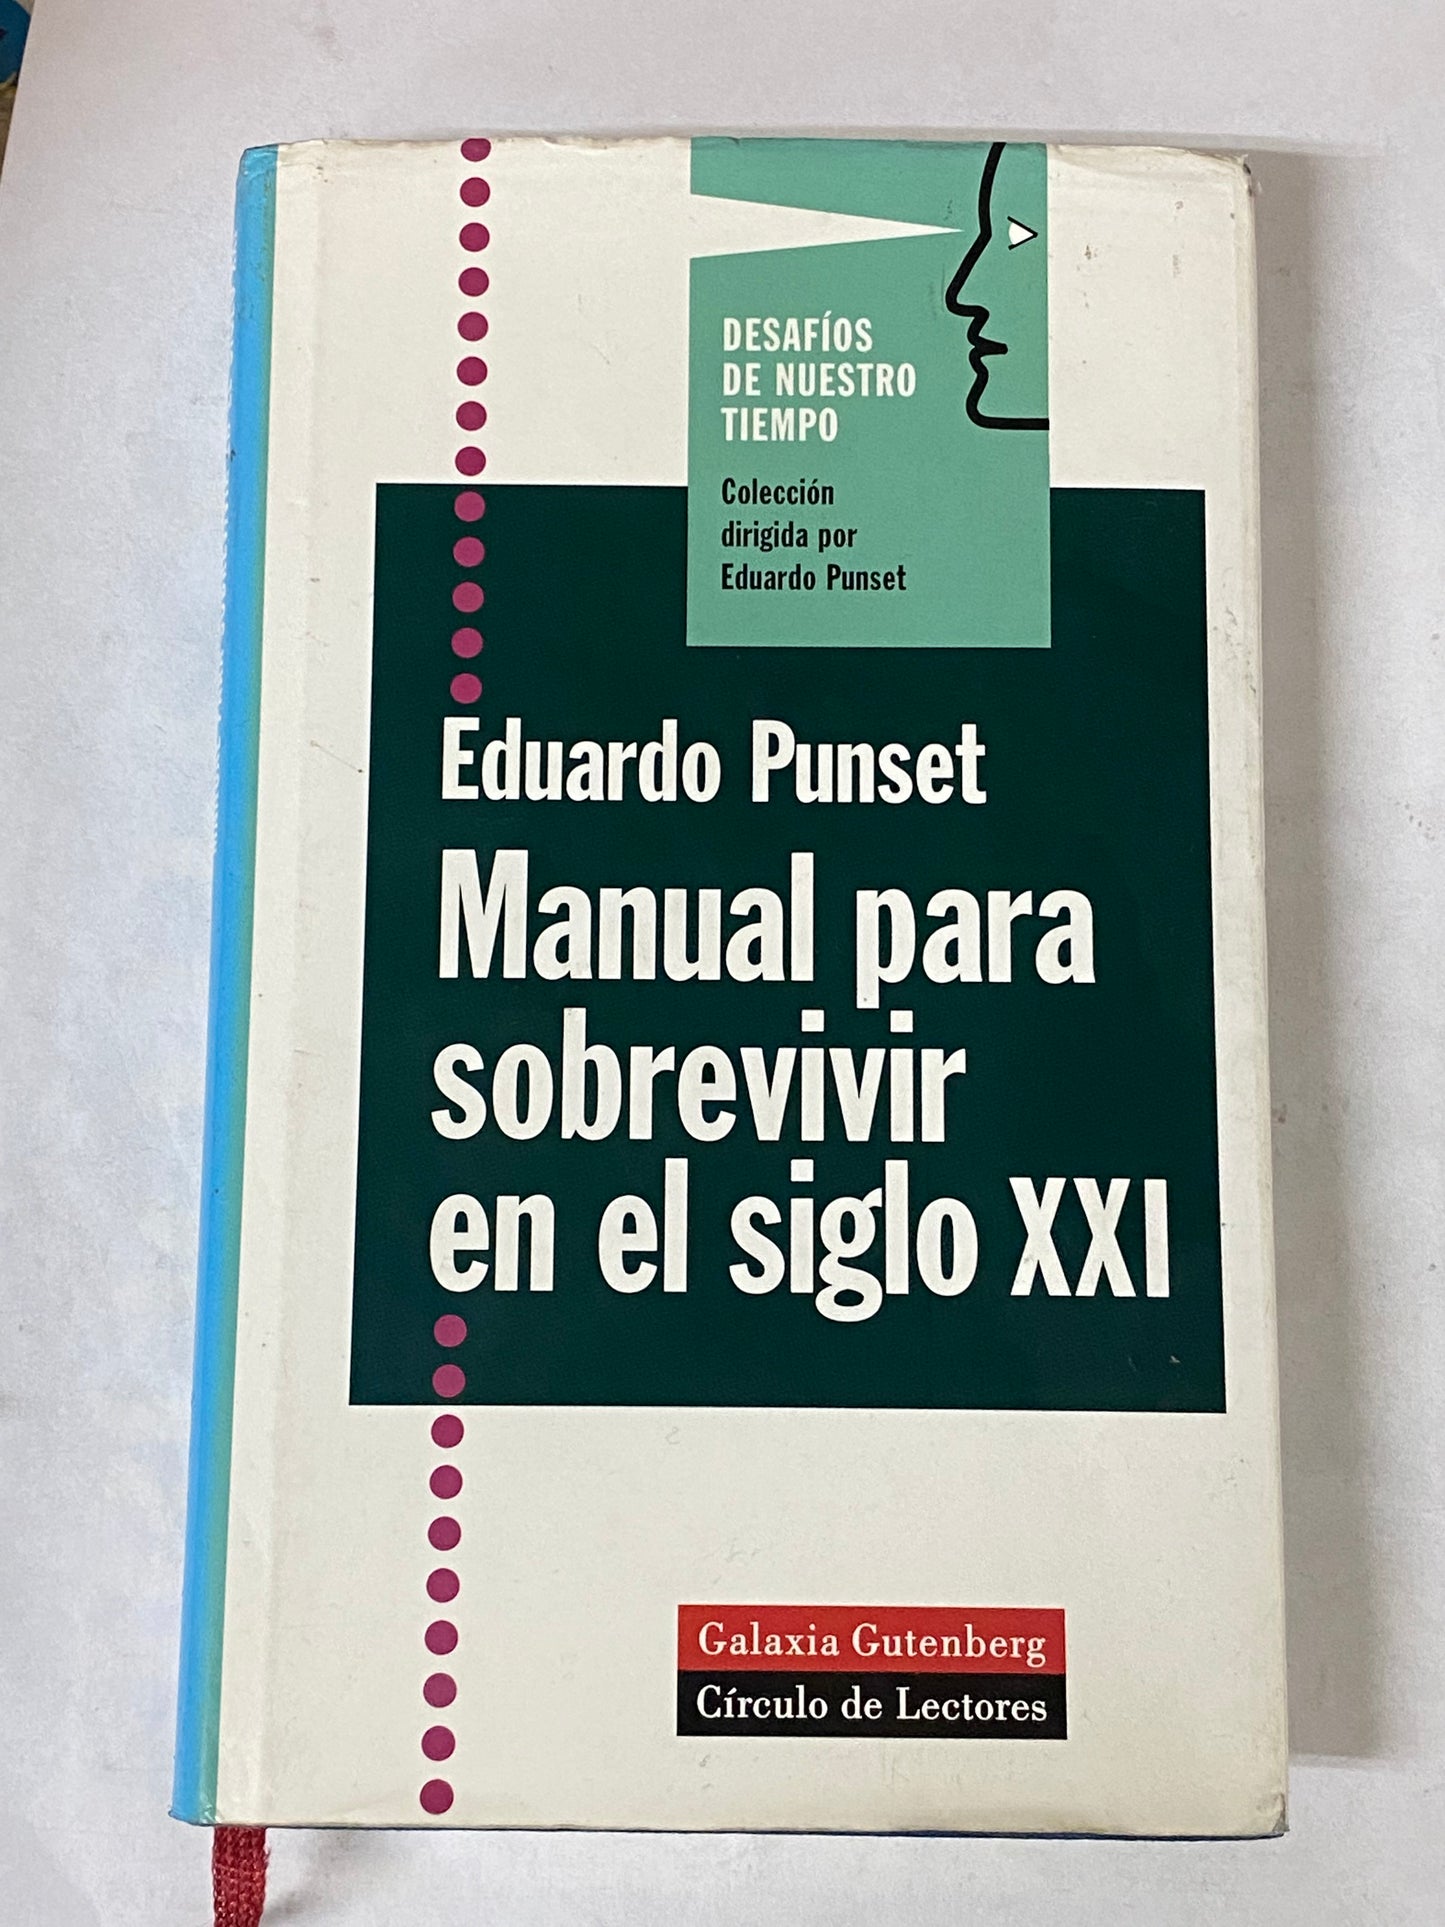 DESAFÍOS
DE NUESTRO
TIEMPO
Colección
dirigida por
Eduardo Punset
Eduardo Punset
Manual para
sobrevivir
en el siglo XXI
Galaxia Gutenberg
Círculo de Lectores